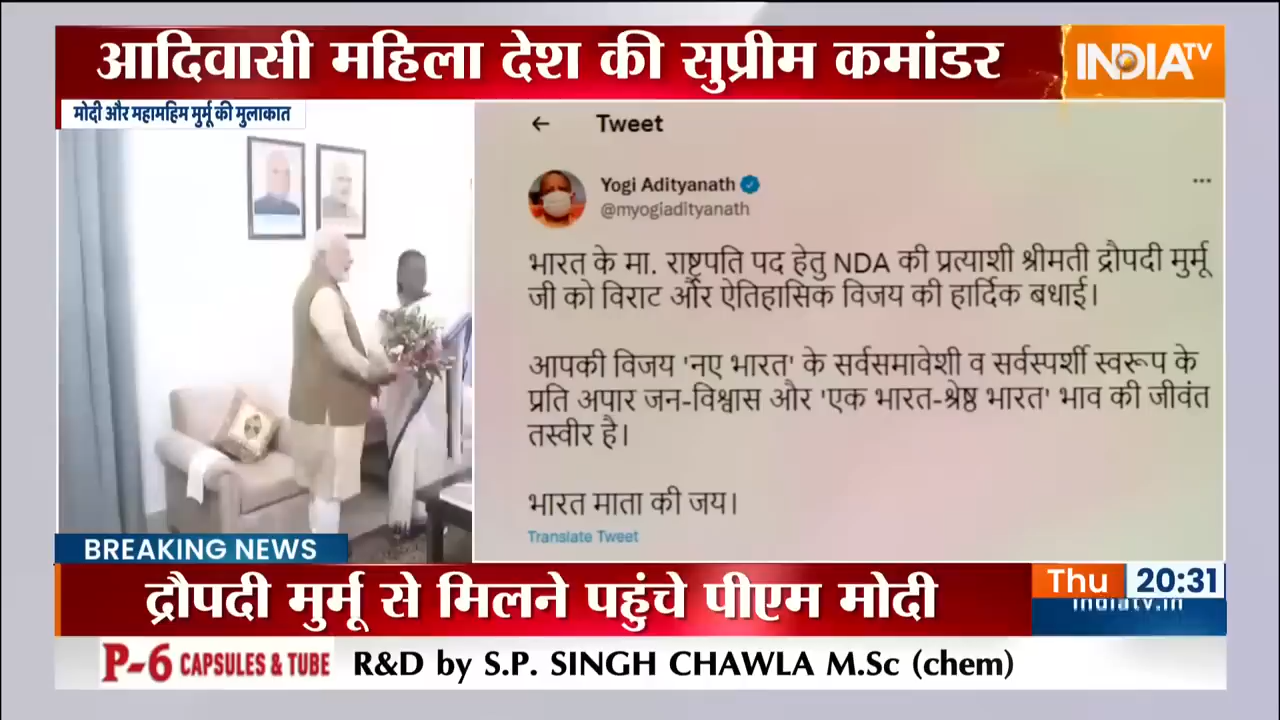 आदिवासी महिला देश की सुप्रीम कमांडर
INDIA TV
मोदी और महामहिम मुर्मू की मुलाकात
← Tweet
Yogi Adityanath
@myogiadityanath
भारत के मा. राष्ट्रपति पद हेतु NDA की प्रत्याशी श्रीमती द्रौपदी मुर्मू
जी को विराट और ऐतिहासिक विजय की हार्दिक बधाई।
आपकी विजय 'नए भारत' के सर्वसमावेशी व सर्वस्पर्शी स्वरूप के
प्रति अपार जन-विश्वास और 'एक भारत-श्रेष्ठ भारत' भाव की जीवंत
तस्वीर है।
भारत माता की जय।
Translate Tweet
BREAKING NEWS
द्रौपदी मुर्मू से मिलने पहुंचे पीएम मोदी
Thu 20:31
indiatv.in
P-6 CAPSULES & TUBE R&D by S.P. SINGH CHAWLA M.Sc (chem)